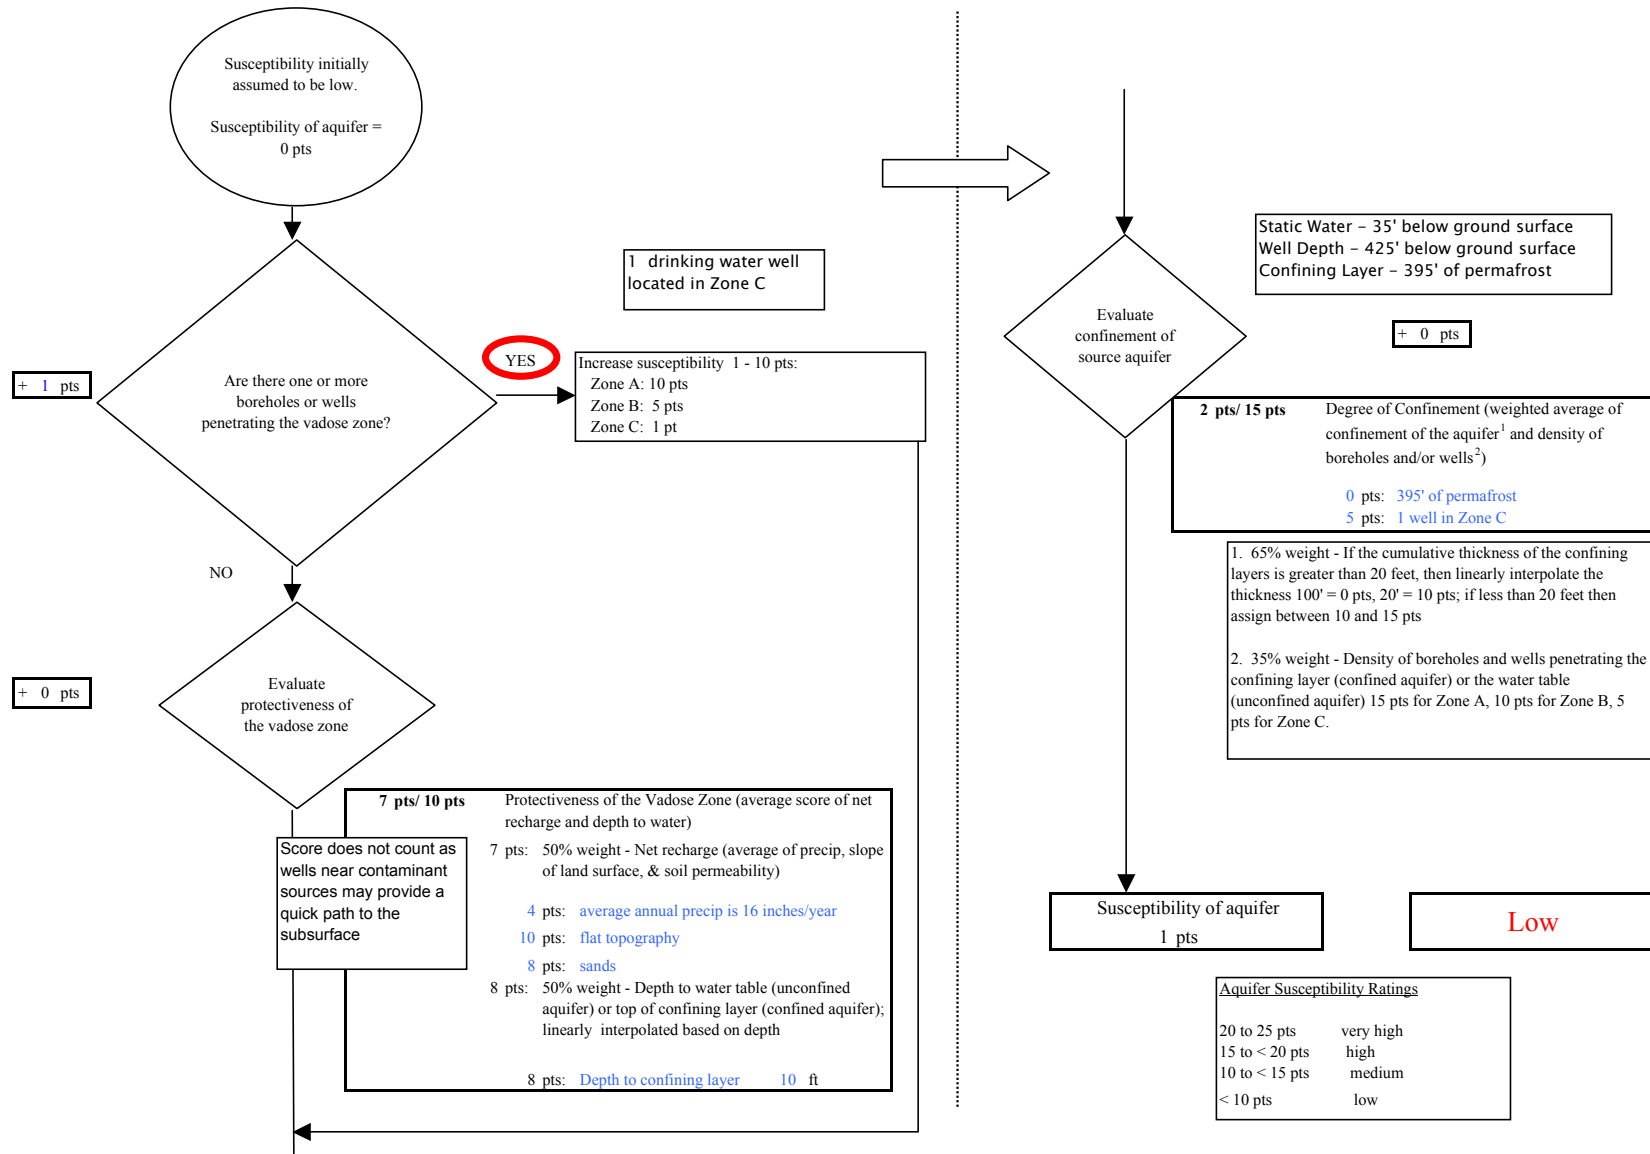 Susceptibility initially
assumed to be low.
Susceptibility of aquifer =
0 pts
1 drinking water well
located in Zone C
YES
Increase susceptibility 1 - 10 pts:
Zone A: 10 pts
Zone B: 5 pts
Zone C: 1 pt
+ 1 pts
Are there one or more
boreholes or wells
penetrating the vadose zone?
NO
+ 0 pts
Evaluate
protectiveness of
the vadose zone
7 pts/ 10 pts
Protectiveness of the Vadose Zone (average score of net
recharge and depth to water)
Score does not count as
wells near contaminant
sources may provide a
quick path to the
subsurface
7 pts: 50% weight - Net recharge (average of precip, slope
of land surface, & soil permeability)
4 pts: average annual precip is 16 inches/year
10 pts: flat topography
8 pts: sands
8 pts: 50% weight - Depth to water table (unconfined
aquifer) or top of confining layer (confined aquifer);
linearly interpolated based on depth
8 pts: Depth to confining layer 10 ft
Static Water – 35' below ground surface
Well Depth – 425' below ground surface
Confining Layer – 395' of permafrost
Evaluate
confinement of
source aquifer
+ 0 pts
2 pts/ 15 pts
Degree of Confinement (weighted average of
confinement of the aquifer1 and density of
boreholes and/or wells2)
0 pts: 395' of permafrost
5 pts: 1 well in Zone C
1. 65% weight - If the cumulative thickness of the confining
layers is greater than 20 feet, then linearly interpolate the
thickness 100' = 0 pts, 20' = 10 pts; if less than 20 feet then
assign between 10 and 15 pts
2. 35% weight - Density of boreholes and wells penetrating the
confining layer (confined aquifer) or the water table
(unconfined aquifer) 15 pts for Zone A, 10 pts for Zone B, 5
pts for Zone C.
Susceptibility of aquifer
1 pts
Low
Aquifer Susceptibility Ratings
20 to 25 pts very high
15 to < 20 pts high
10 to < 15 pts medium
< 10 pts low